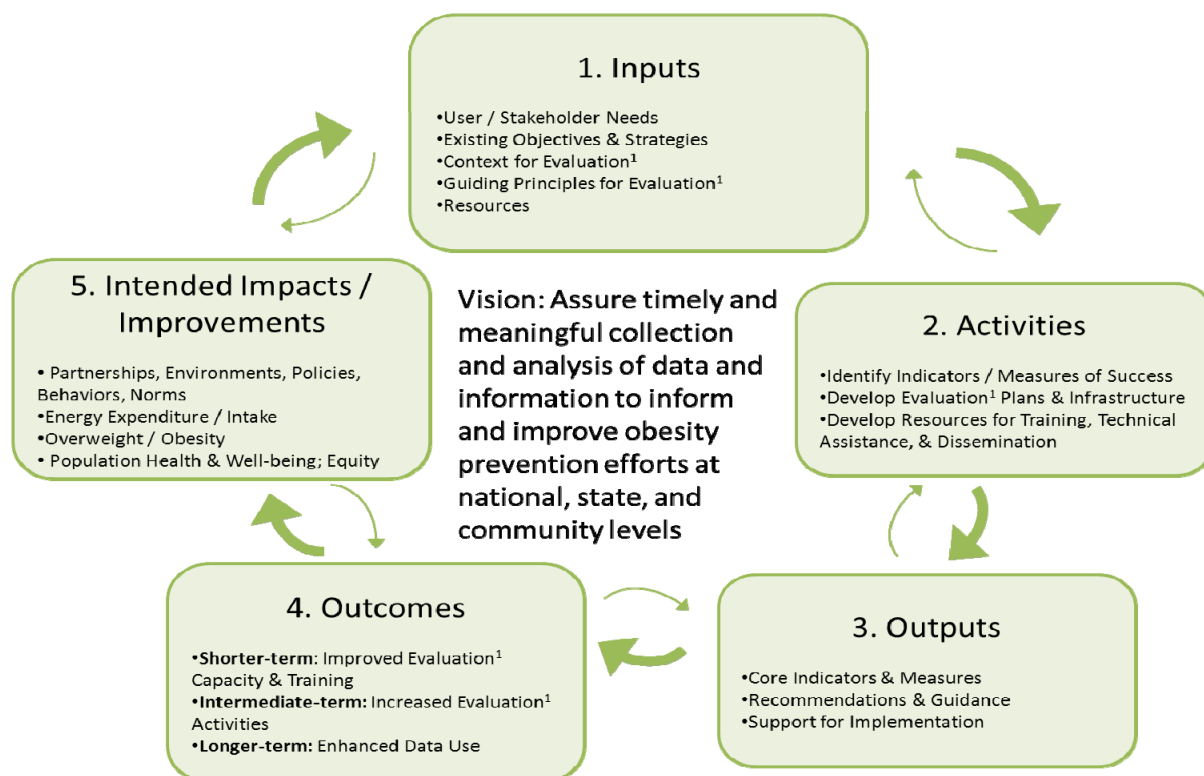 1. Inputs
•User / Stakeholder Needs
•Existing Objectives & Strategies
•Context for Evaluation¹
•Guiding Principles for Evaluation¹
•Resources
2. Activities
•Identify Indicators / Measures of Success
•Develop Evaluation¹ Plans & Infrastructure
•Develop Resources for Training, Technical
Assistance, & Dissemination
3. Outputs
•Core Indicators & Measures
•Recommendations & Guidance
•Support for Implementation
4. Outcomes
•Shorter-term: Improved Evaluation¹
Capacity & Training
•Intermediate-term: Increased Evaluation¹
Activities
•Longer-term: Enhanced Data Use
5. Intended Impacts /
Improvements
• Partnerships, Environments, Policies,
Behaviors, Norms
•Energy Expenditure / Intake
•Overweight / Obesity
• Population Health & Well-being; Equity
Vision: Assure timely and
meaningful collection
and analysis of data and
information to inform
and improve obesity
prevention efforts at
national, state, and
community levels